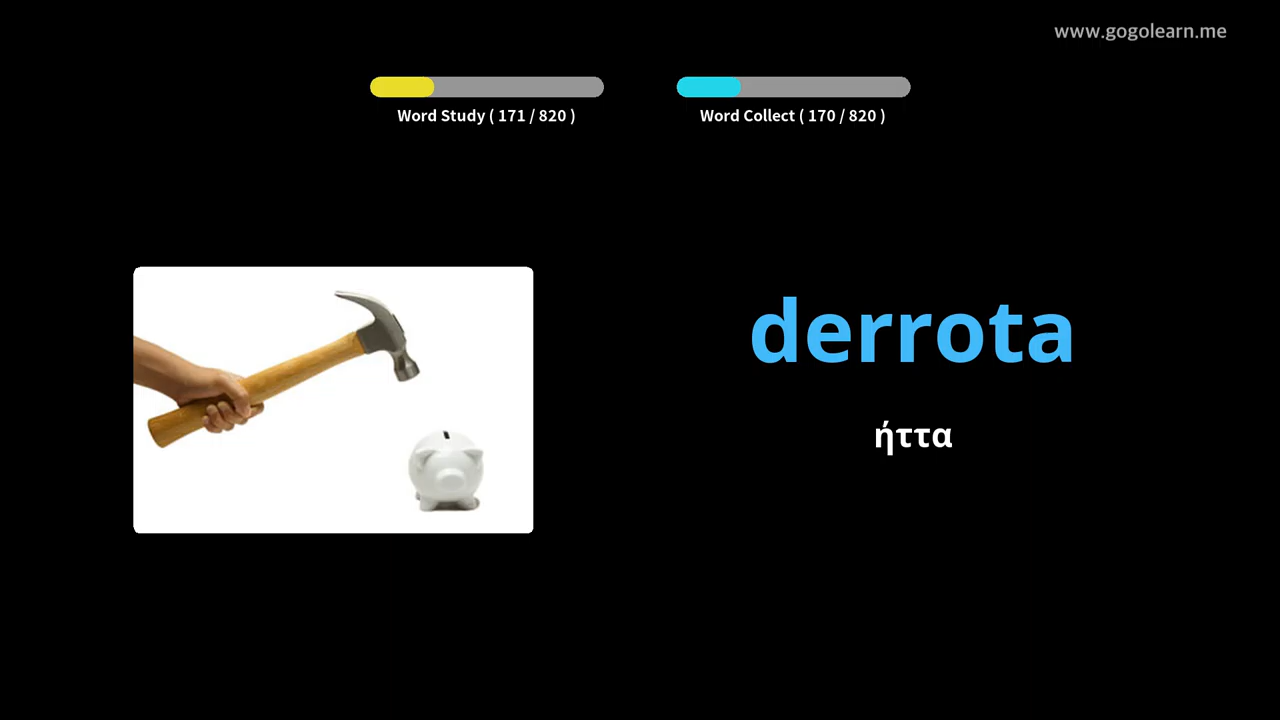 www.gogolearn.me
Word Study ( 171 / 820 )
Word Collect ( 170 / 820 )
derrota
ήττα